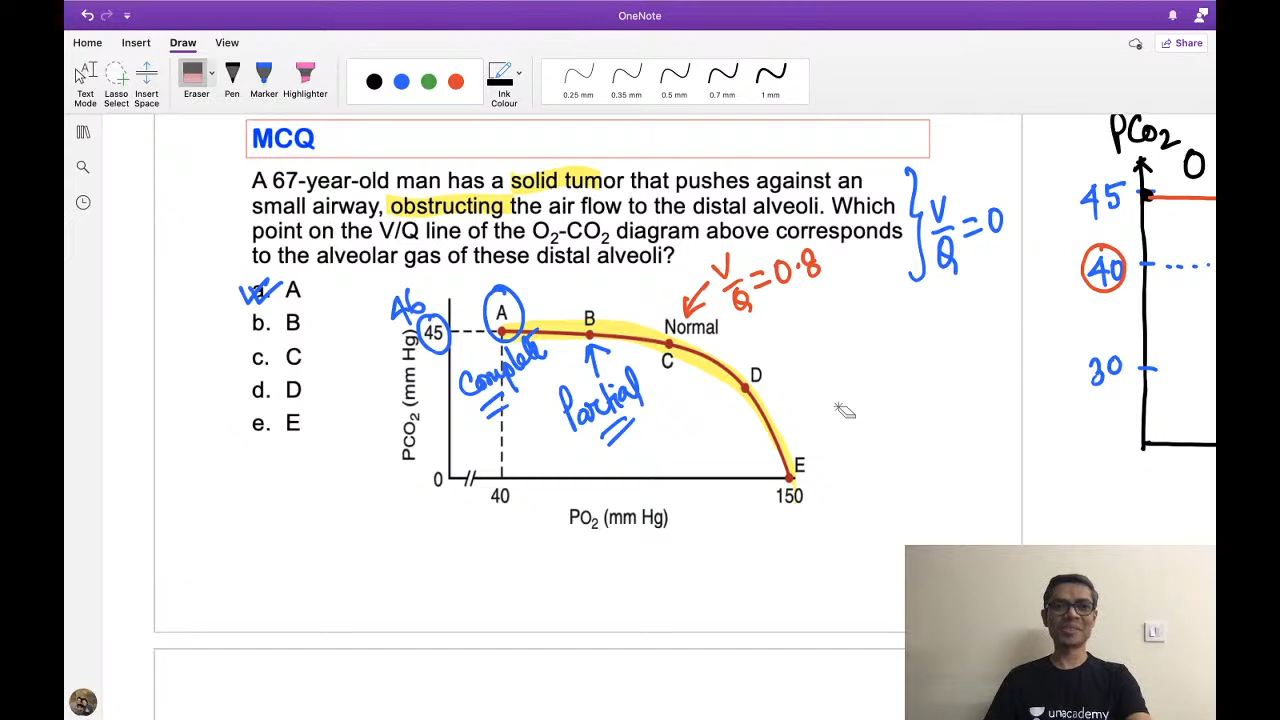 OneNote
Home Insert Draw View
Share
Text Mode
Lasso Select
Insert Space
Eraser
Pen
Marker
Highlighter
Ink Colour
0.25 mm 0.35 mm 0.5 mm 0.7 mm 1 mm
MCQ
A 67-year-old man has a solid tumor that pushes against an
small airway, obstructing the air flow to the distal alveoli. Which
point on the V/Q line of the O2-CO2 diagram above corresponds
to the alveolar gas of these distal alveoli?
V/Q = 0
a. A
b. B
c. C
d. D
e. E
V/Q = 0.8
46
45
A
B
Normal
C
D
E
Complete
Partial
PCO2 (mm Hg)
0
40
150
PO2 (mm Hg)
PCO2
0
45
40
30
unacademy